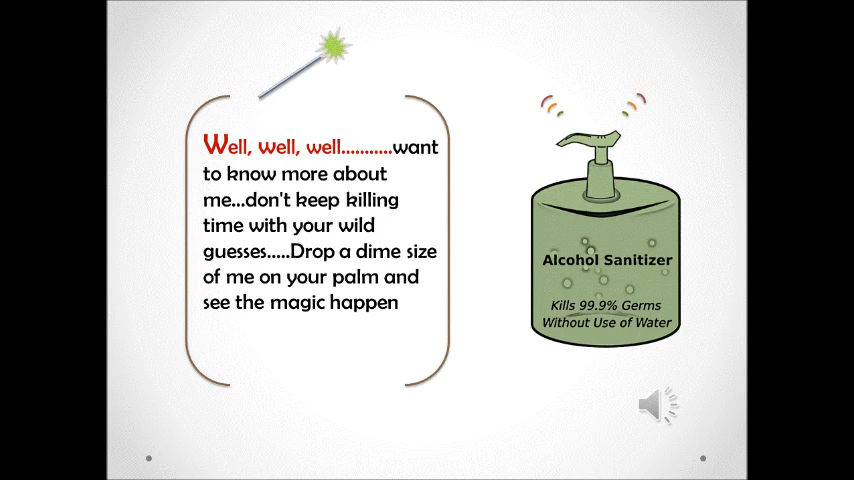 Well, well, well...........want
to know more about
me...don't keep killing
time with your wild
guesses.....Drop a dime size
of me on your palm and
see the magic happen
Alcohol Sanitizer
Kills 99.9% Germs
Without Use of Water